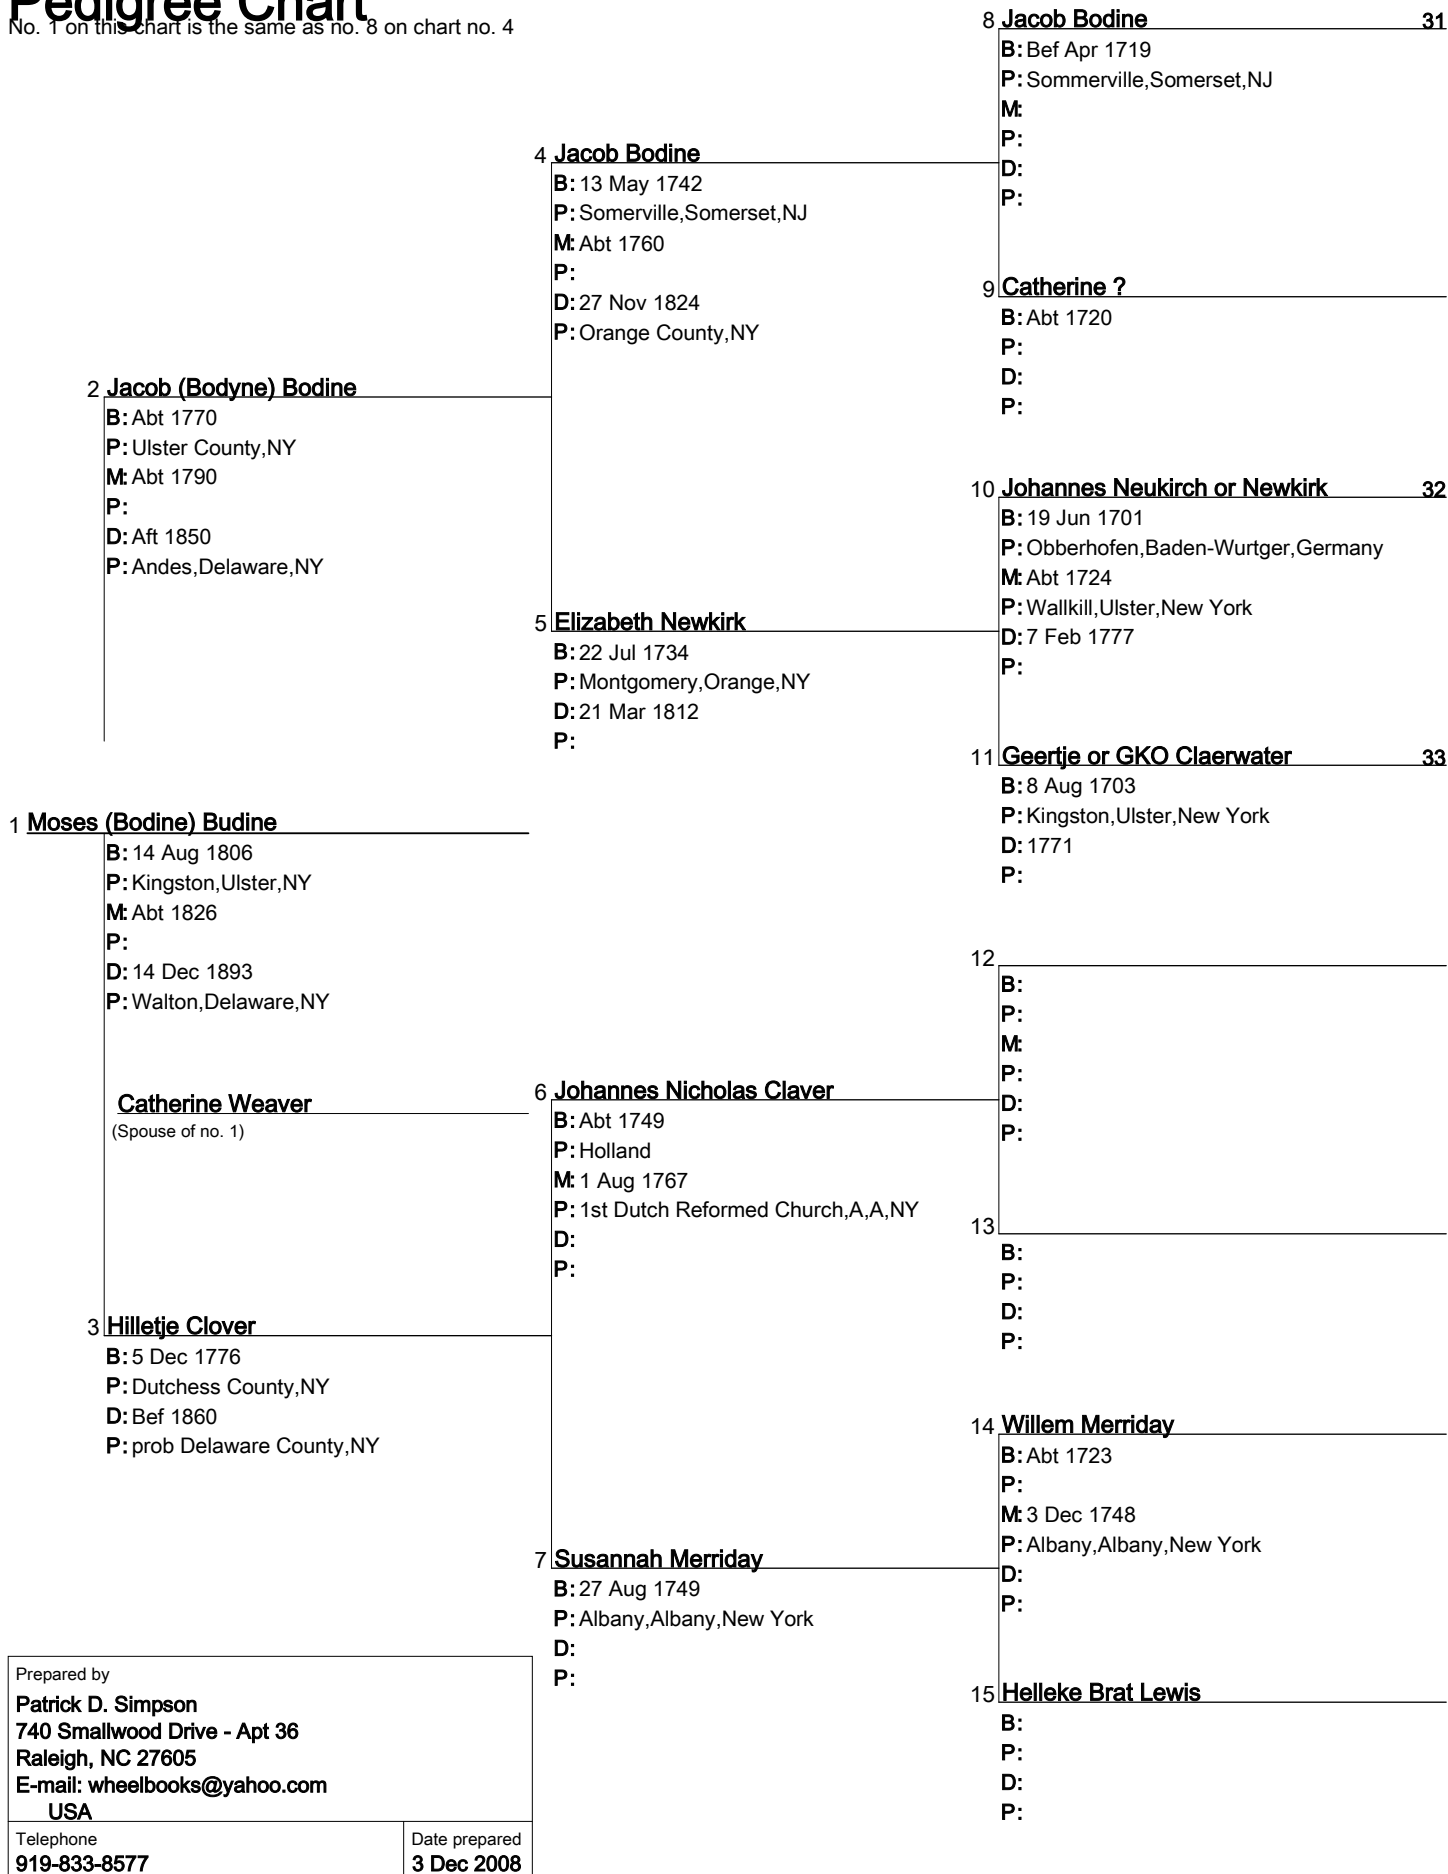 Pedigree Chart
No. 1 on this chart is the same as no. 8 on chart no. 4
8 Jacob Bodine 31
B: Bef Apr 1719
P: Sommerville,Somerset,NJ
M:
P:
D:
P:
4 Jacob Bodine
B: 13 May 1742
P: Somerville,Somerset,NJ
M: Abt 1760
P:
D: 27 Nov 1824
P: Orange County,NY
9 Catherine ?
B: Abt 1720
P:
D:
P:
2 Jacob (Bodyne) Bodine
B: Abt 1770
P: Ulster County,NY
M: Abt 1790
P:
D: Aft 1850
P: Andes,Delaware,NY
10 Johannes Neukirch or Newkirk 32
B: 19 Jun 1701
P: Obberhofen,Baden-Wurtger,Germany
M: Abt 1724
P: Wallkill,Ulster,New York
D: 7 Feb 1777
P:
5 Elizabeth Newkirk
B: 22 Jul 1734
P: Montgomery,Orange,NY
D: 21 Mar 1812
P:
11 Geertje or GKO Claerwater 33
B: 8 Aug 1703
P: Kingston,Ulster,New York
D: 1771
P:
1 Moses (Bodine) Budine
B: 14 Aug 1806
P: Kingston,Ulster,NY
M: Abt 1826
P:
D: 14 Dec 1893
P: Walton,Delaware,NY
12
B:
P:
M:
P:
D:
P:
Catherine Weaver
(Spouse of no. 1)
6 Johannes Nicholas Claver
B: Abt 1749
P: Holland
M: 1 Aug 1767
P: 1st Dutch Reformed Church,A,A,NY
D:
P:
13
B:
P:
D:
P:
3 Hilletje Clover
B: 5 Dec 1776
P: Dutchess County,NY
D: Bef 1860
P: prob Delaware County,NY
14 Willem Merriday
B: Abt 1723
P:
M: 3 Dec 1748
P: Albany,Albany,New York
D:
P:
7 Susannah Merriday
B: 27 Aug 1749
P: Albany,Albany,New York
D:
P:
15 Helleke Brat Lewis
B:
P:
D:
P:
Prepared by
Patrick D. Simpson
740 Smallwood Drive - Apt 36
Raleigh, NC 27605
E-mail: wheelbooks@yahoo.com
USA
Telephone
919-833-8577
Date prepared
3 Dec 2008